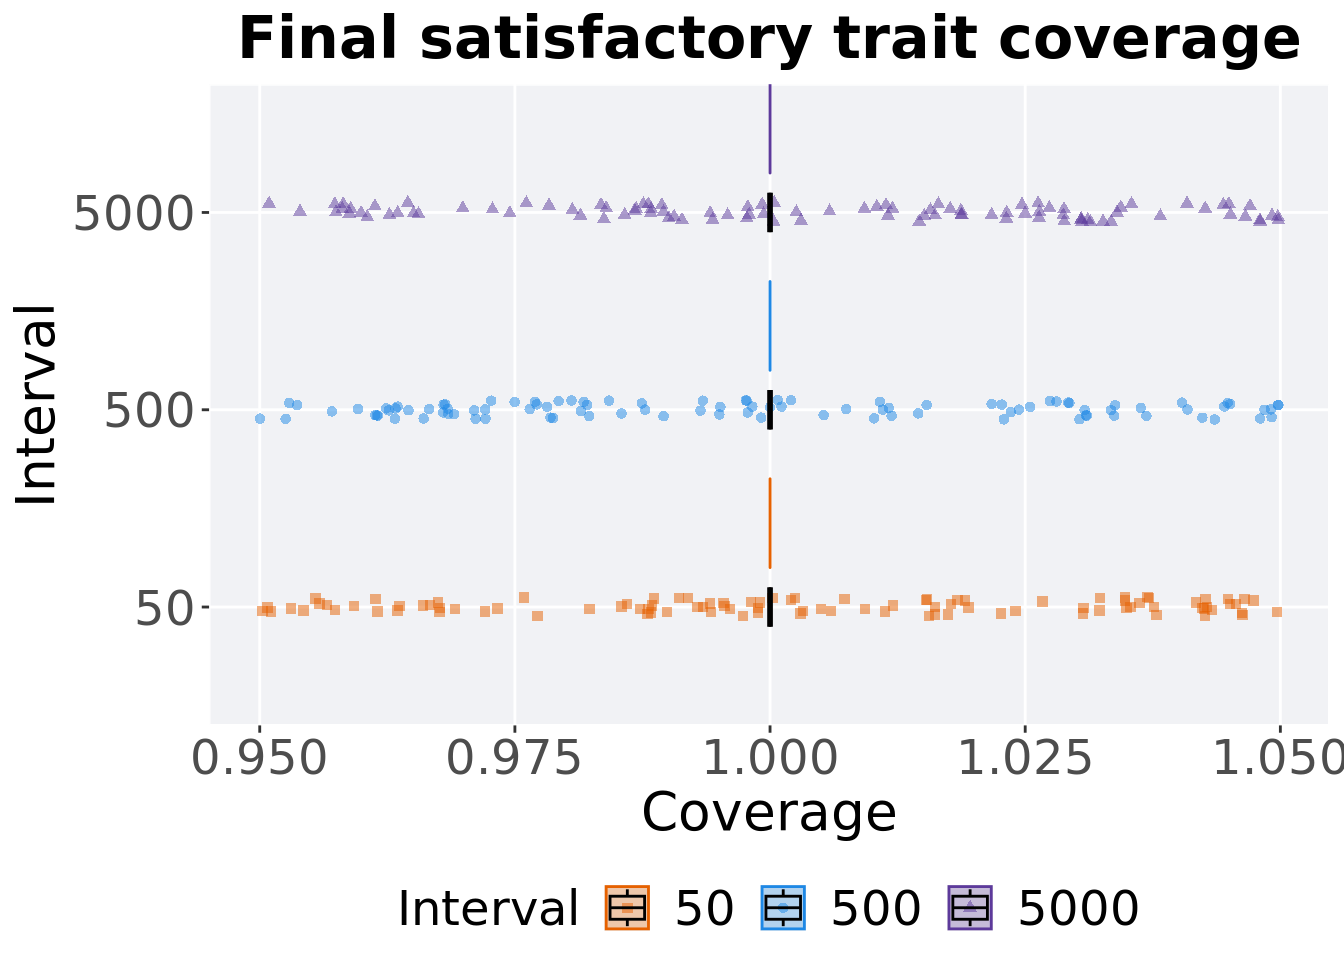 Final satisfactory trait coverage
Interval
5000
500
50
0.950 0.975 1.000 1.025 1.050
Coverage
Interval 50 500 5000